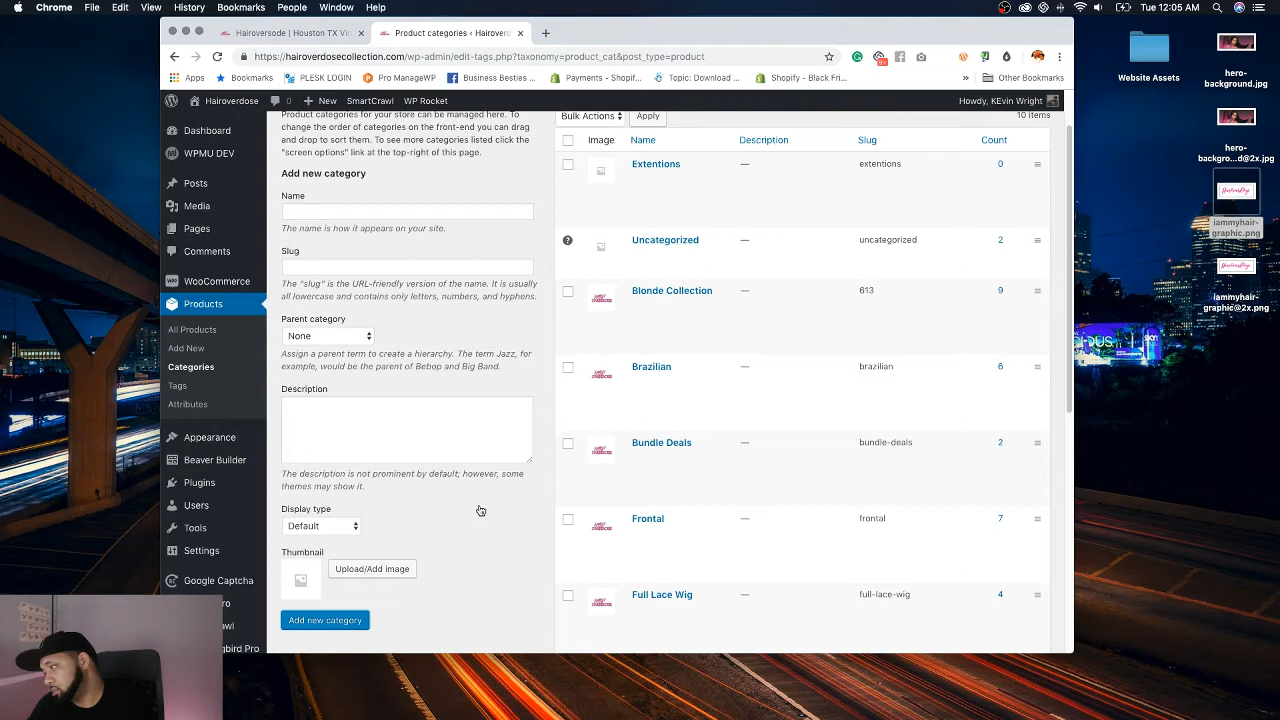 Chrome File Edit View History Bookmarks People Window Help
Tue 12:05 AM
Hairoversode | Houston TX Vi
Product categories ‹ Hairoverd
https://hairoverdosecollection.com/wp-admin/edit-tags.php?taxonomy=product_cat&post_type=product
Apps Bookmarks PLESK LOGIN Pro ManageWP Business Besties ... Payments - Shopif... Topic: Download ... Shopify - Black Fri... » Other Bookmarks
Hairoverdose 0 New SmartCrawl WP Rocket Howdy, KEvin Wright
Dashboard
WPMU DEV
Posts
Media
Pages
Comments
WooCommerce
Products
All Products
Add New
Categories
Tags
Attributes
Appearance
Beaver Builder
Plugins
Users
Tools
Settings
Google Captcha
Product categories for your store can be managed here. To
change the order of categories on the front-end you can drag
and drop to sort them. To see more categories listed click the
"screen options" link at the top-right of this page.
Add new category
Name
The name is how it appears on your site.
Slug
The "slug" is the URL-friendly version of the name. It is usually
all lowercase and contains only letters, numbers, and hyphens.
Parent category
None
Assign a parent term to create a hierarchy. The term Jazz, for
example, would be the parent of Bebop and Big Band.
Description
The description is not prominent by default; however, some
themes may show it.
Display type
Default
Thumbnail
Upload/Add image
Add new category
Bulk Actions Apply 10 items
Image Name Description Slug Count
Extentions — extentions 0
Uncategorized — uncategorized 2
Blonde Collection — 613 9
Brazilian — brazilian 6
Bundle Deals — bundle-deals 2
Frontal — frontal 7
Full Lace Wig — full-lace-wig 4
Website Assets
hero-
background.jpg
hero-
backgro...d@2x.jpg
iammyhair-
graphic.png
iammyhair-
graphic@2x.png